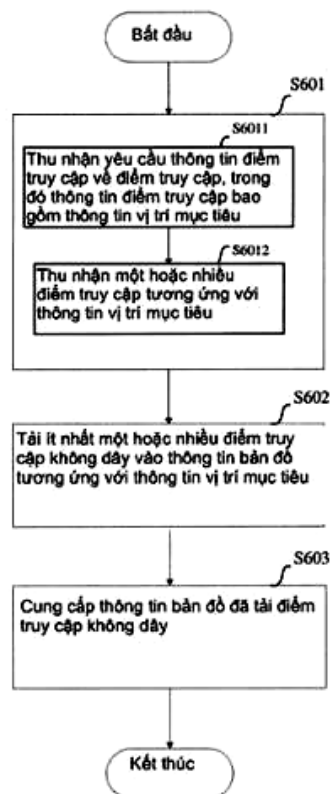 Bắt đầu
S601
S6011
Thu nhận yêu cầu thông tin điểm
truy cập về điểm truy cập, trong
đó thông tin điểm truy cập bao
gồm thông tin vị trí mục tiêu
S6012
Thu nhận một hoặc nhiều
điểm truy cập tương ứng với
thông tin vị trí mục tiêu
S602
Tải ít nhất một hoặc nhiều điểm truy
cập không dây vào thông tin bản đồ
tương ứng với thông tin vị trí mục tiêu
S603
Cung cấp thông tin bản đồ đã tải điểm
truy cập không dây
Kết thúc